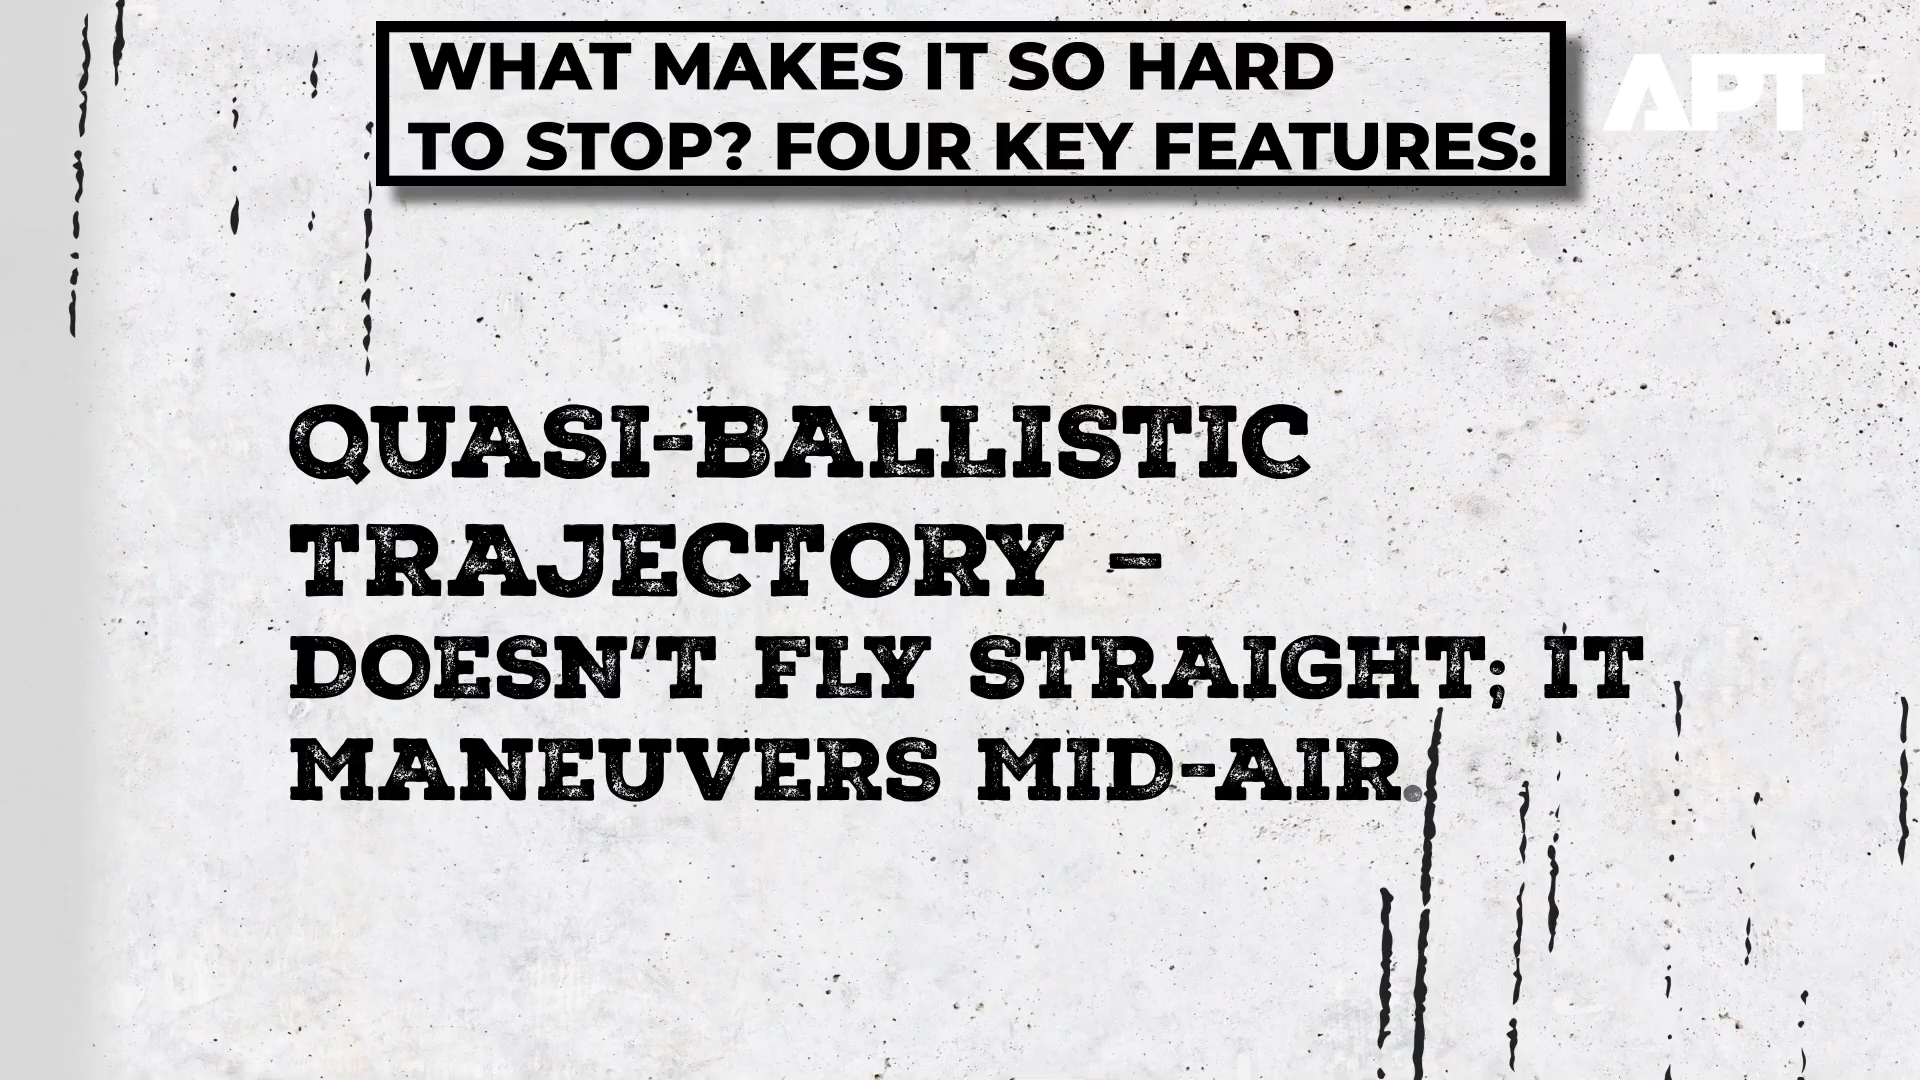 WHAT MAKES IT SO HARD
TO STOP? FOUR KEY FEATURES:
APT
QUASI-BALLISTIC
TRAJECTORY –
DOESN'T FLY STRAIGHT; IT
MANEUVERS MID-AIR.